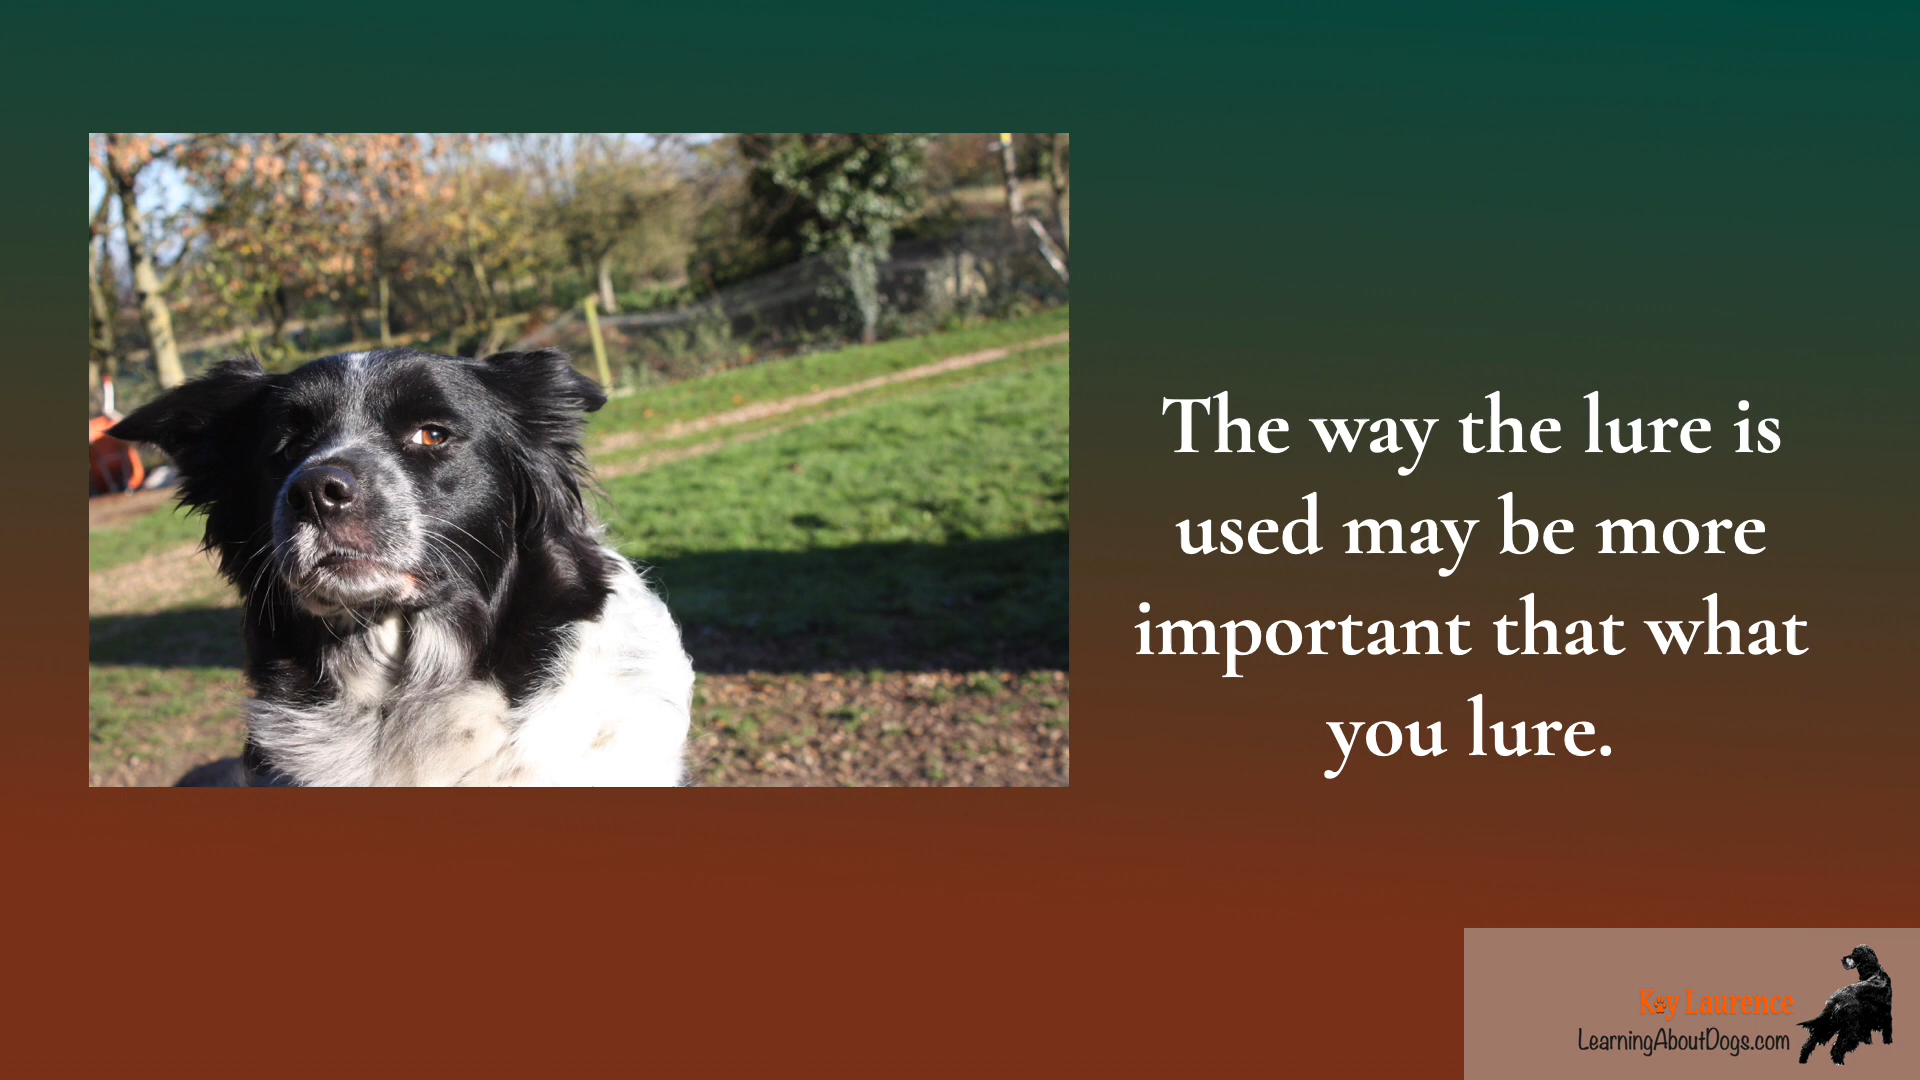 The way the lure is
used may be more
important that what
you lure.
Kay Laurence
LearningAboutDogs.com